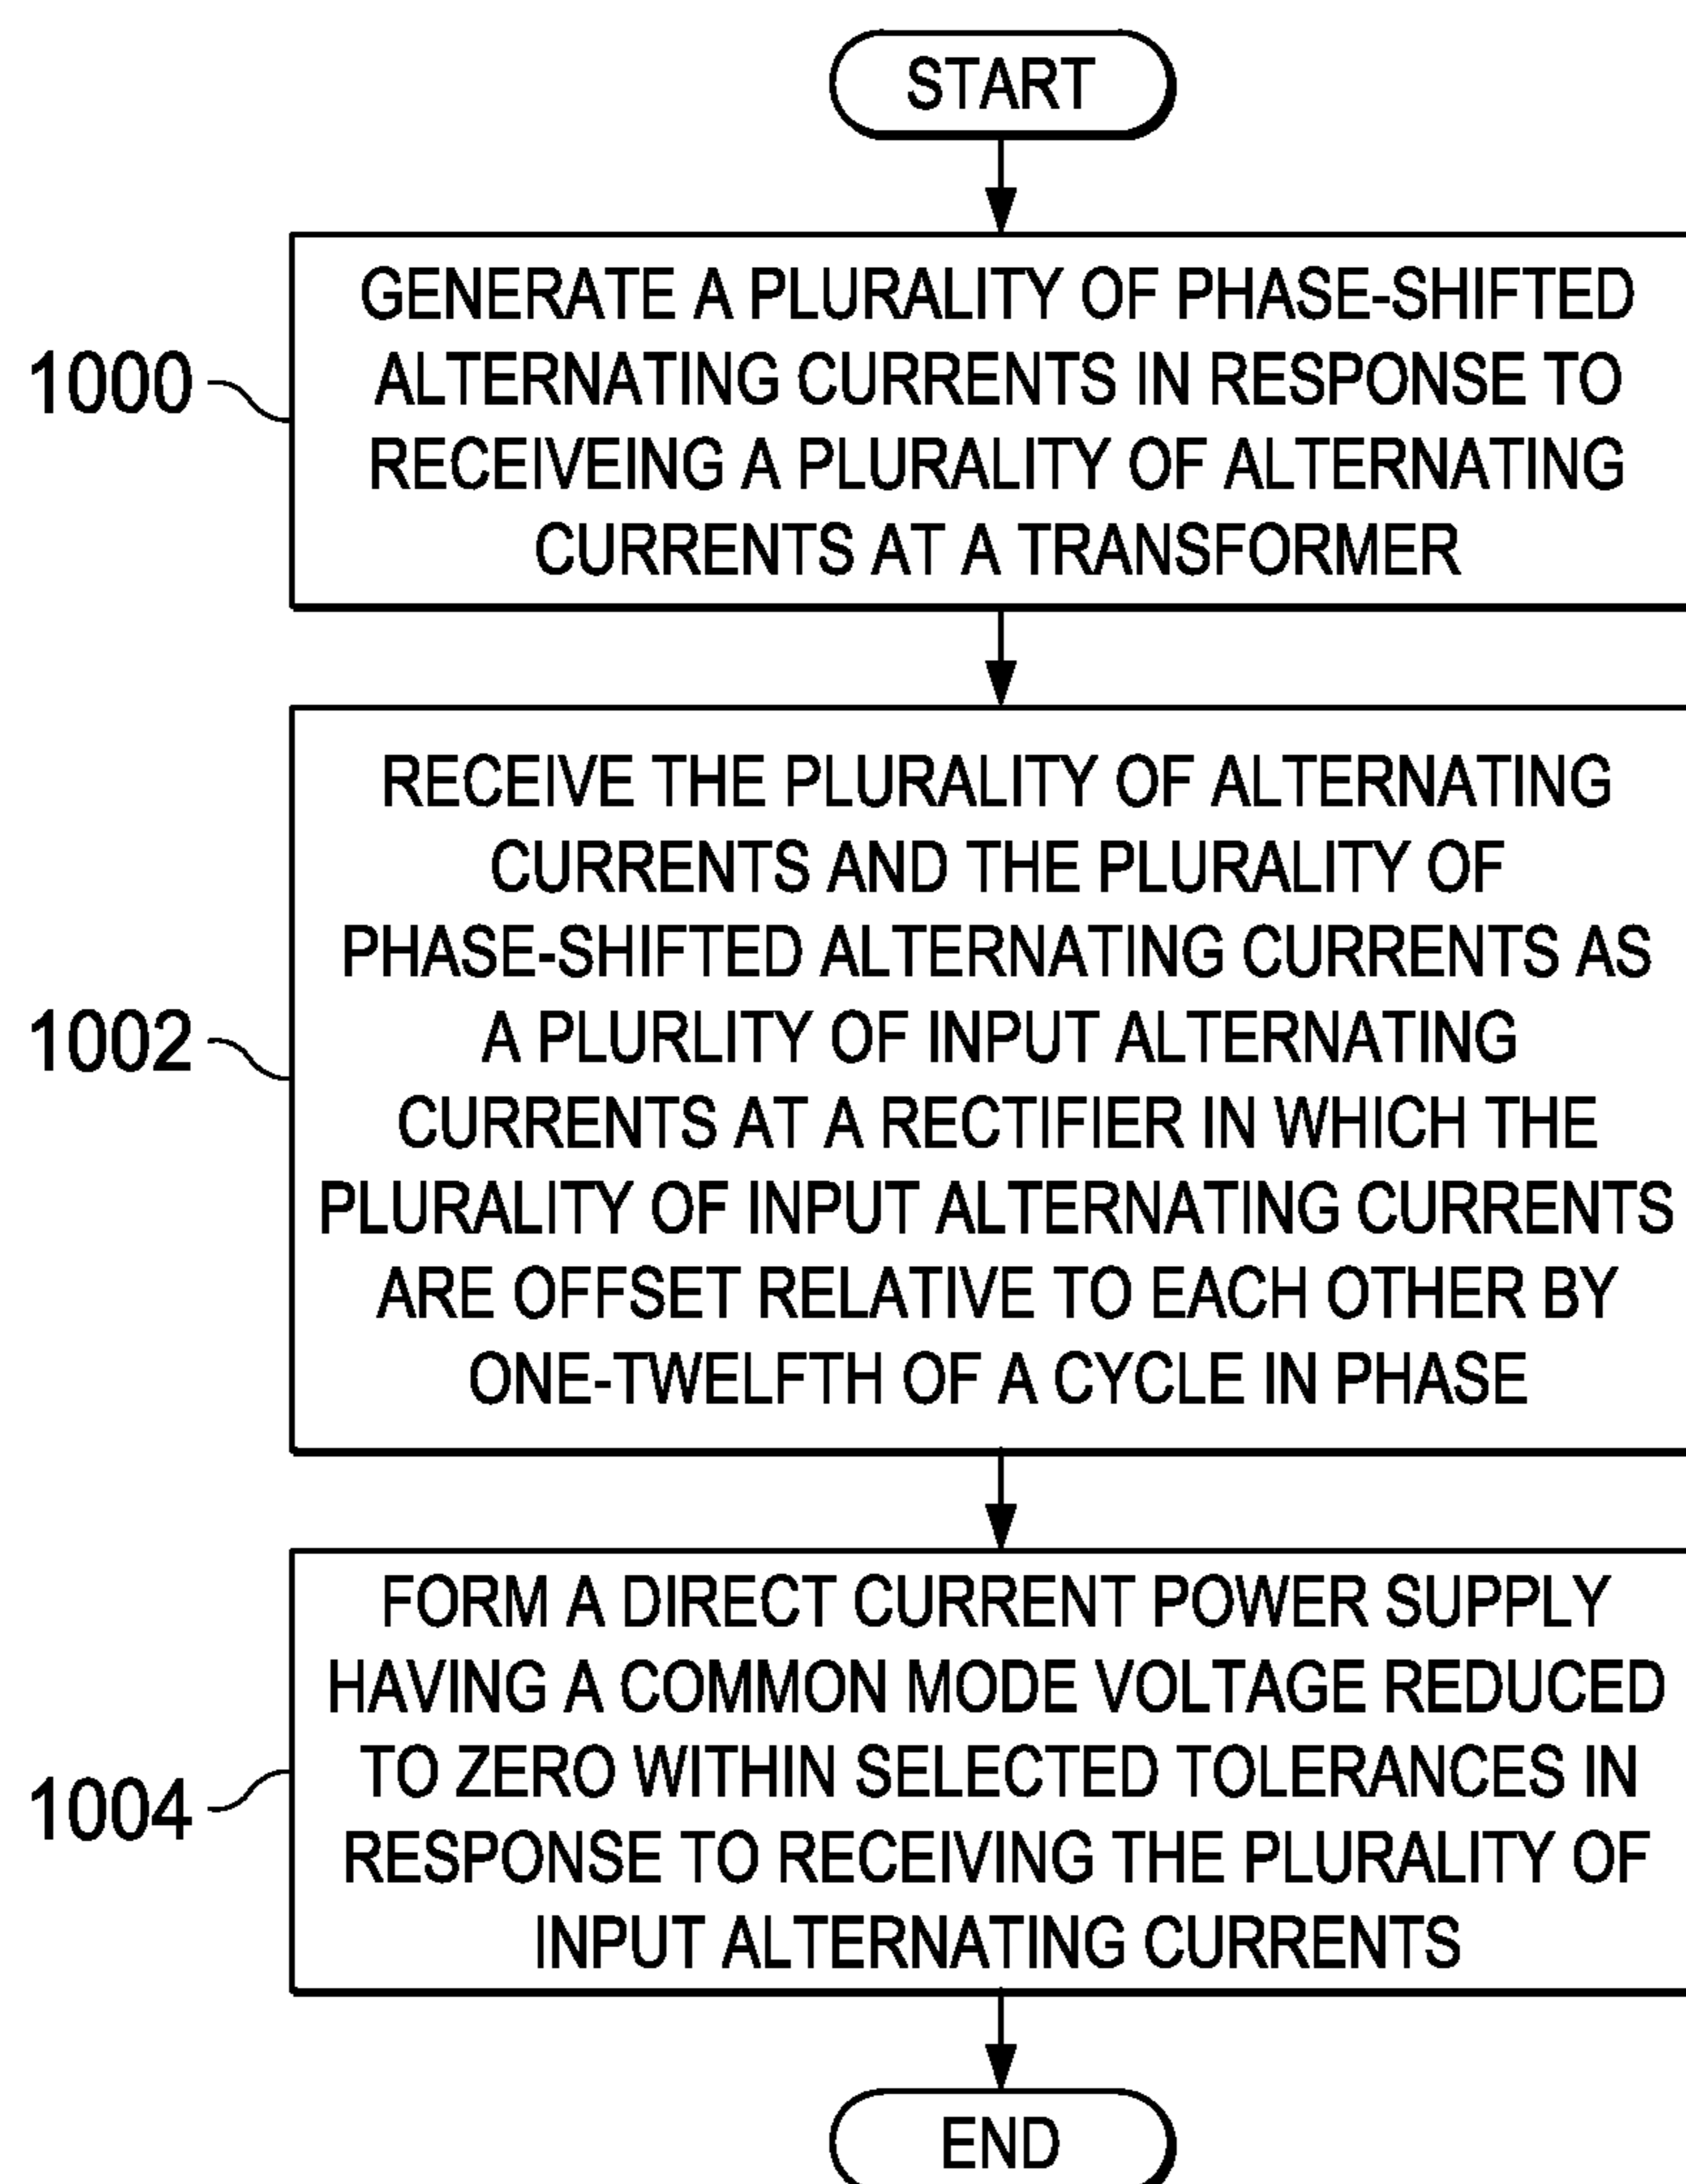 START
GENERATE A PLURALITY OF PHASE-SHIFTED
ALTERNATING CURRENTS IN RESPONSE TO
RECEIVEING A PLURALITY OF ALTERNATING
CURRENTS AT A TRANSFORMER
1000
RECEIVE THE PLURALITY OF ALTERNATING
CURRENTS AND THE PLURALITY OF
PHASE-SHIFTED ALTERNATING CURRENTS AS
A PLURLITY OF INPUT ALTERNATING
CURRENTS AT A RECTIFIER IN WHICH THE
PLURALITY OF INPUT ALTERNATING CURRENTS
ARE OFFSET RELATIVE TO EACH OTHER BY
ONE-TWELFTH OF A CYCLE IN PHASE
1002
FORM A DIRECT CURRENT POWER SUPPLY
HAVING A COMMON MODE VOLTAGE REDUCED
TO ZERO WITHIN SELECTED TOLERANCES IN
RESPONSE TO RECEIVING THE PLURALITY OF
INPUT ALTERNATING CURRENTS
1004
END